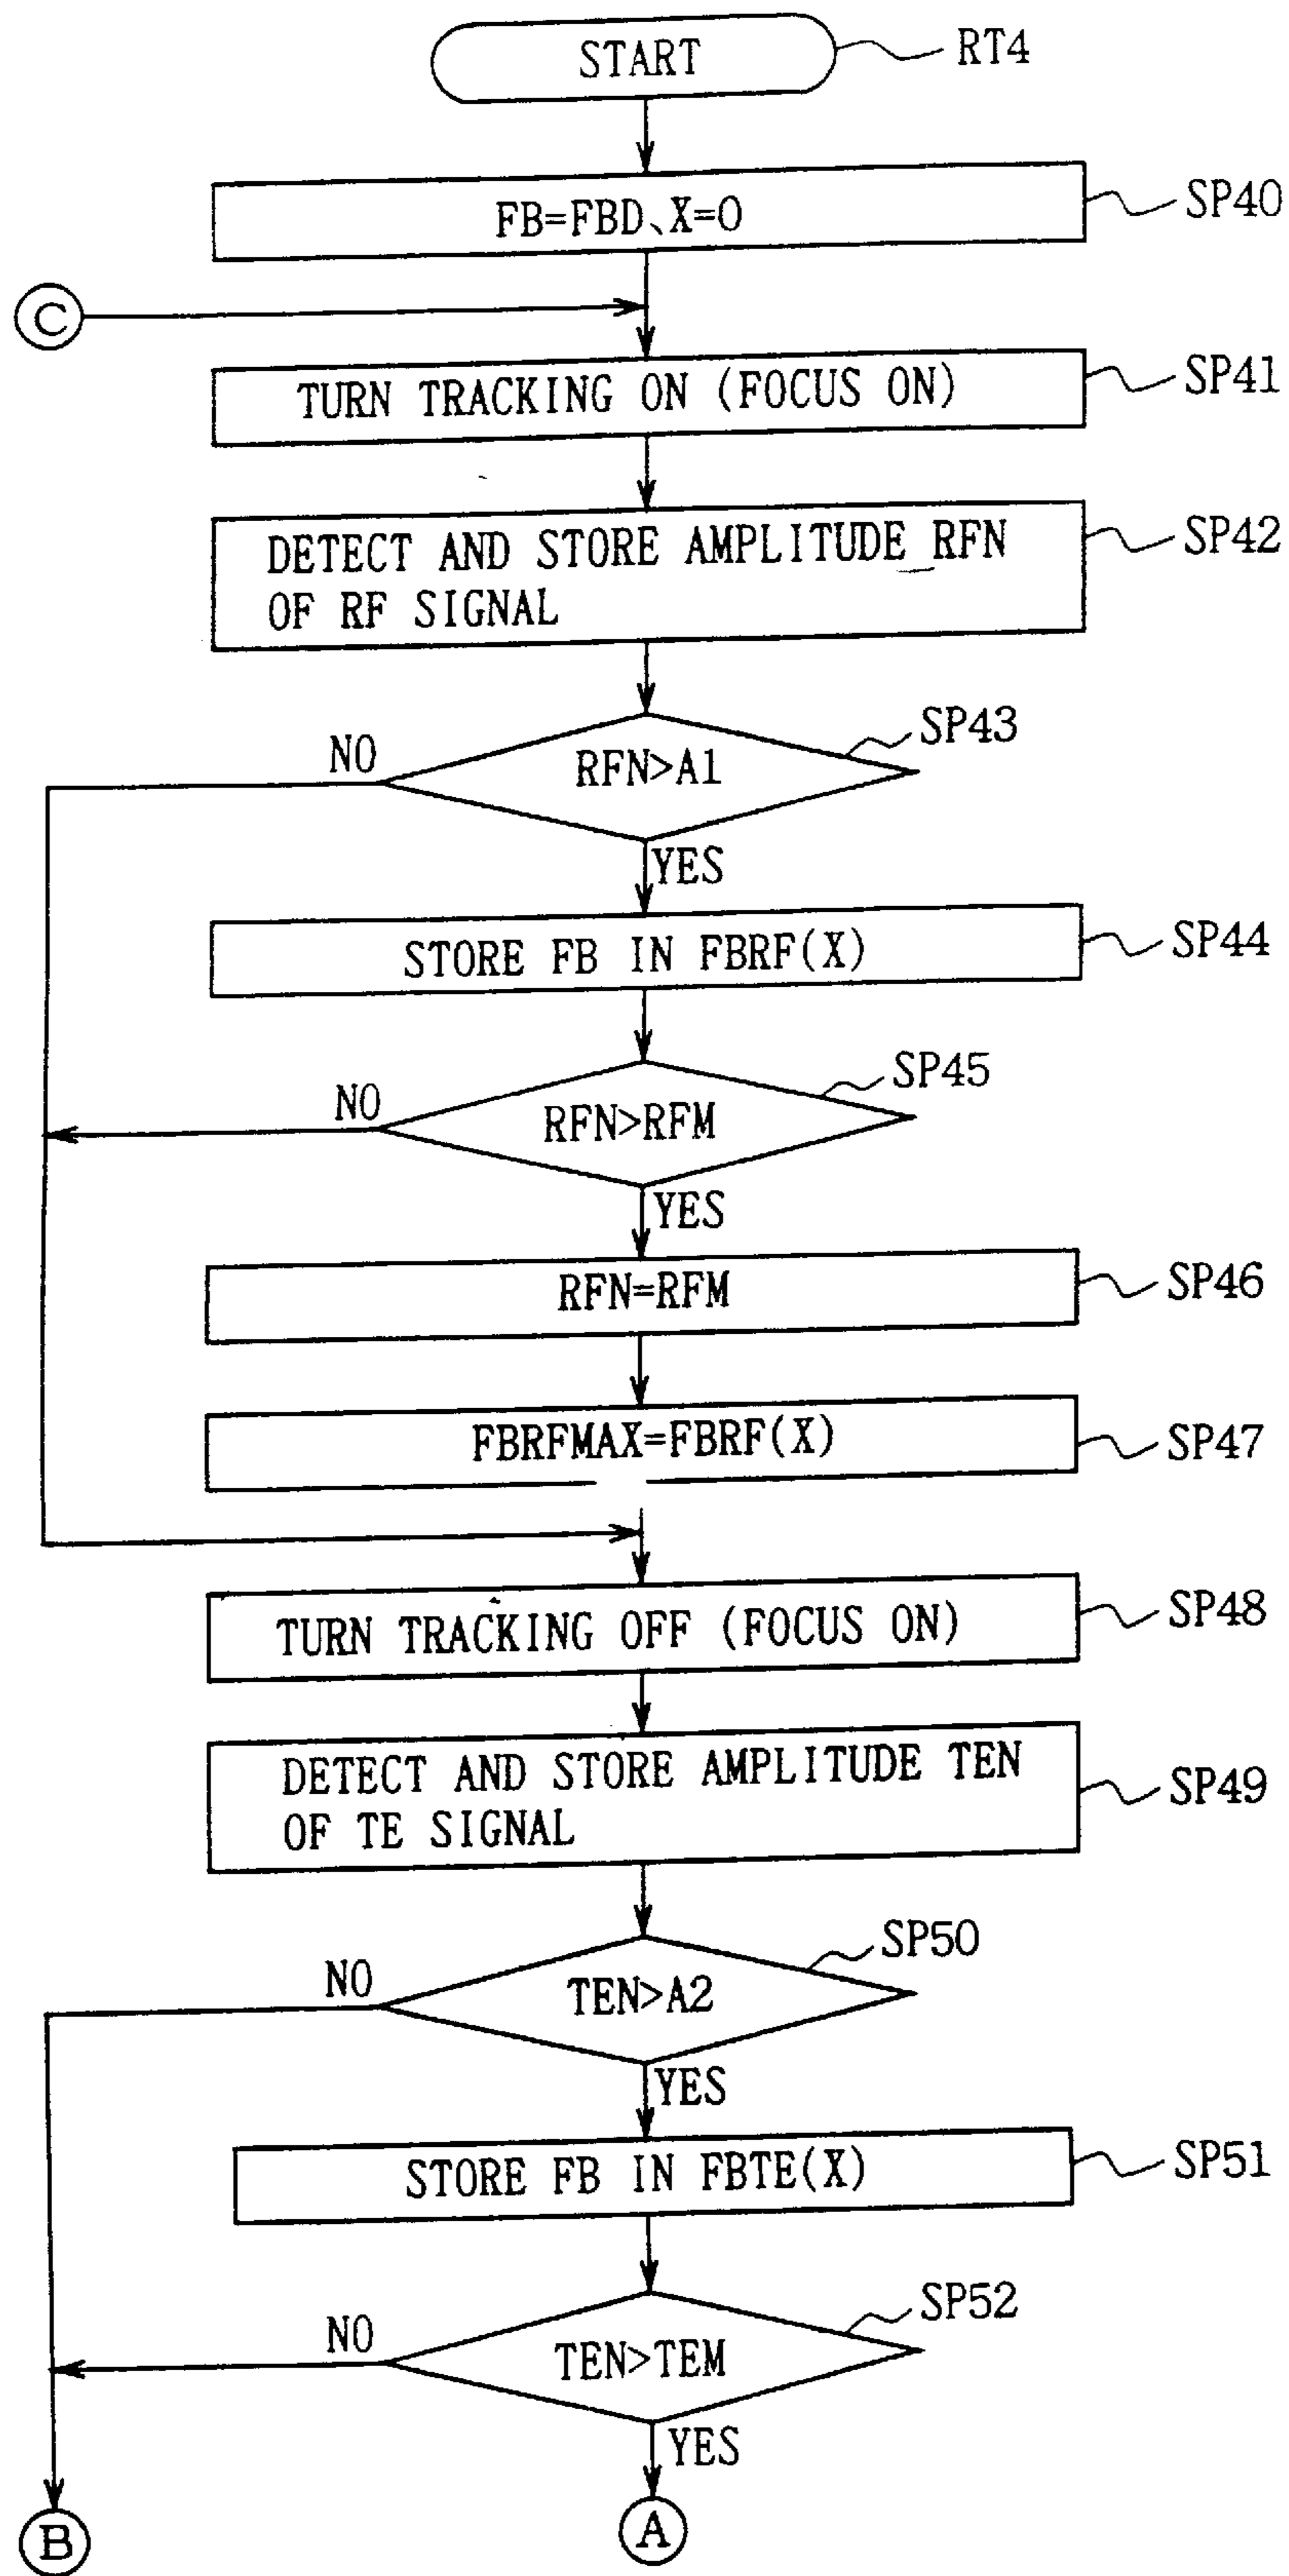 START
RT4
FB=FBD、X=0
SP40
C
TURN TRACKING ON (FOCUS ON)
SP41
DETECT AND STORE AMPLITUDE RFN
OF RF SIGNAL
SP42
SP43
NO
RFN>A1
YES
STORE FB IN FBRF(X)
SP44
SP45
NO
RFN>RFM
YES
RFN=RFM
SP46
FBRFMAX=FBRF(X)
SP47
TURN TRACKING OFF (FOCUS ON)
SP48
DETECT AND STORE AMPLITUDE TEN
OF TE SIGNAL
SP49
SP50
NO
TEN>A2
YES
STORE FB IN FBTE(X)
SP51
SP52
NO
TEN>TEM
YES
B
A